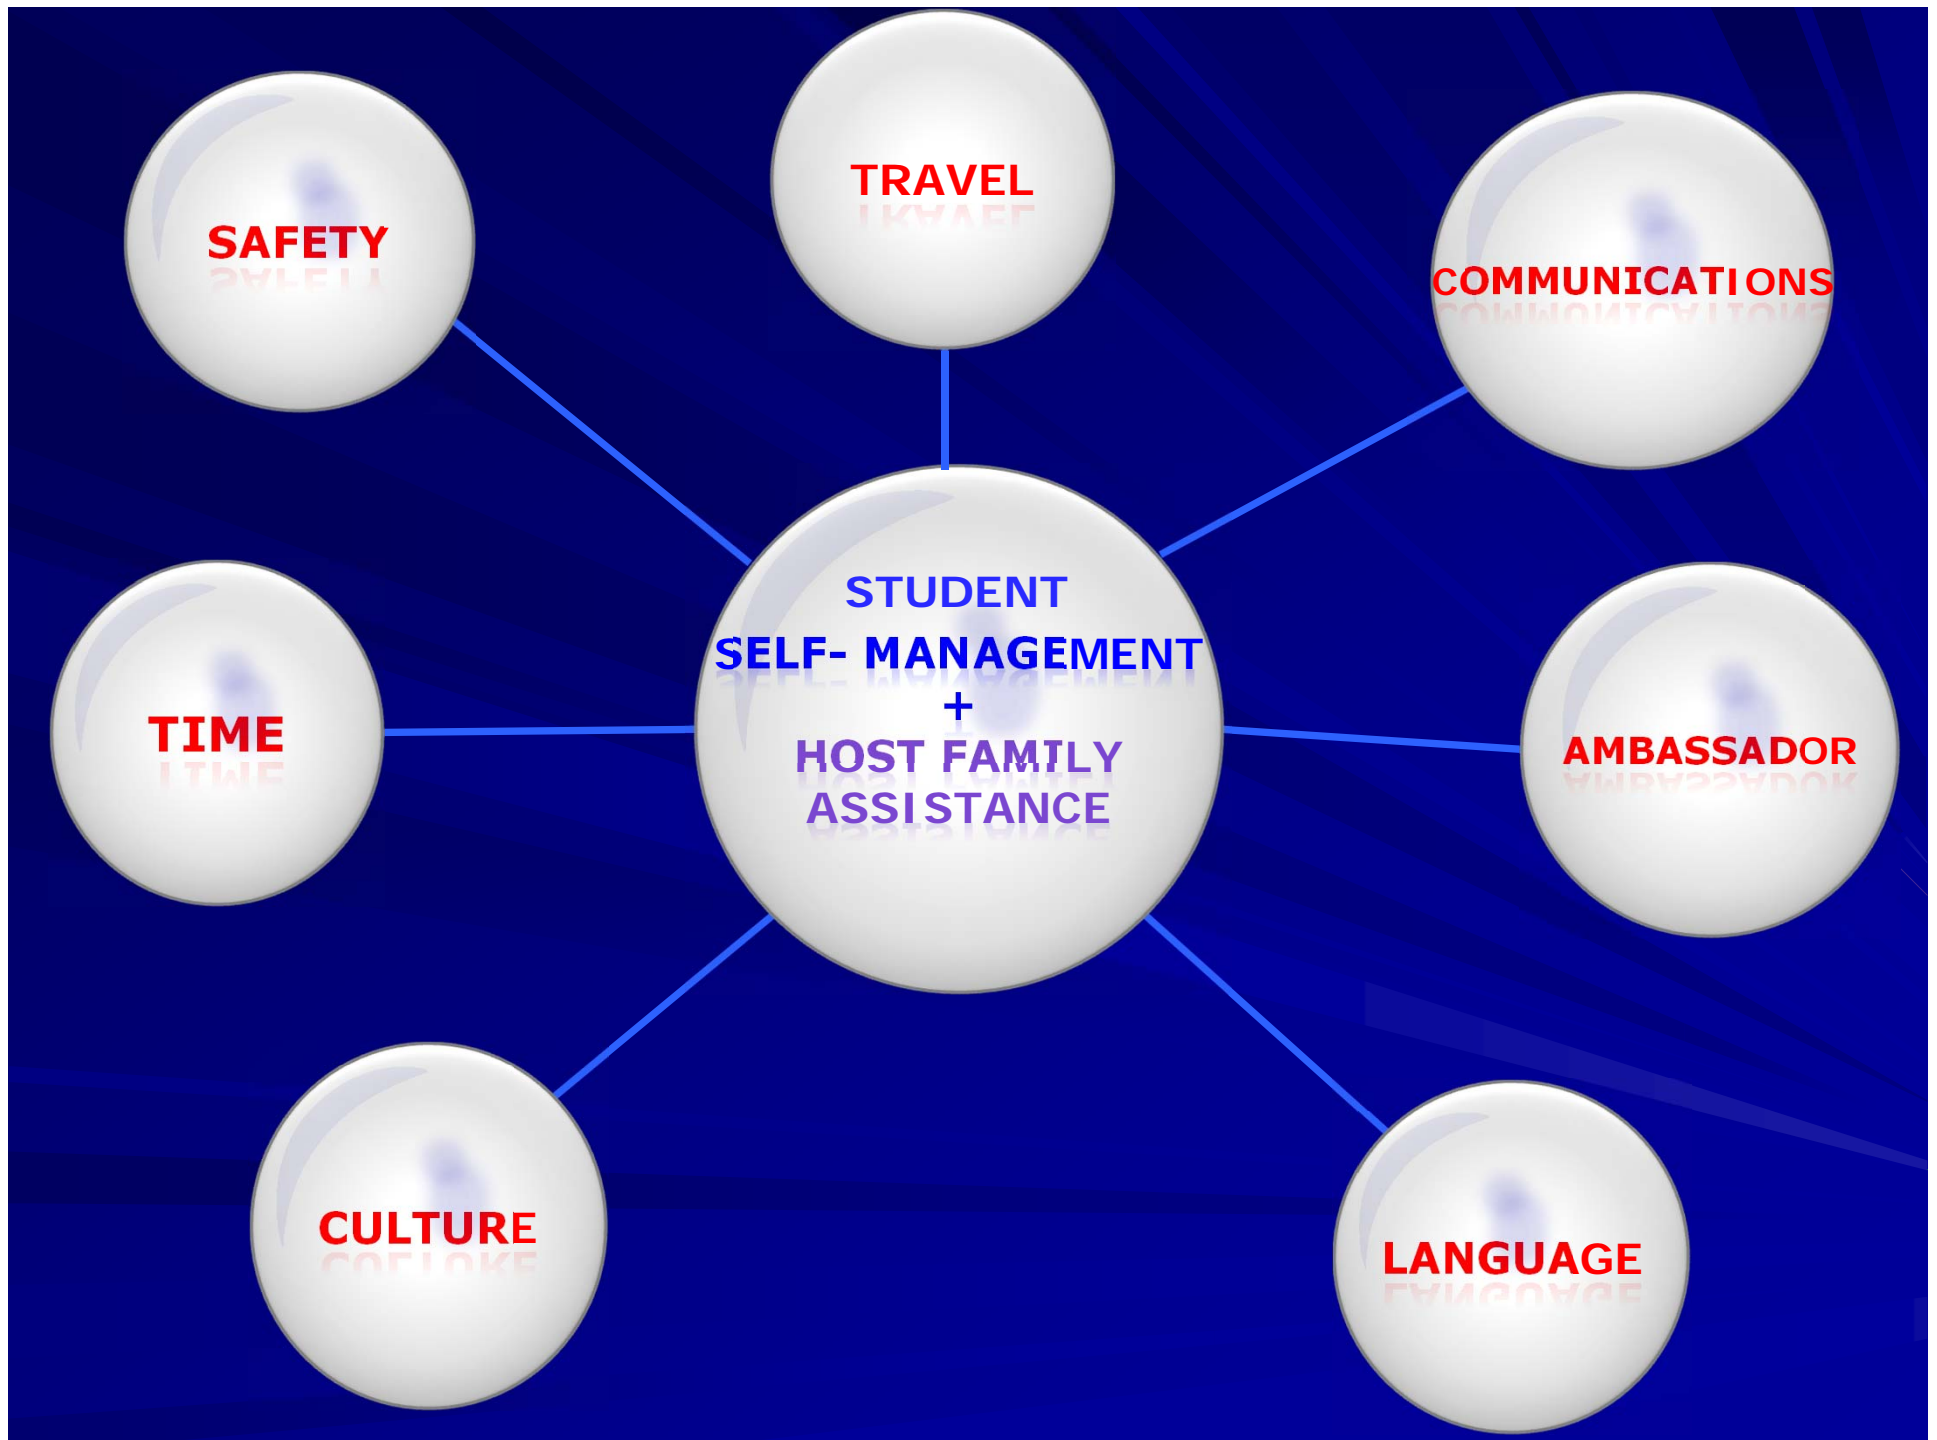 TRAVEL
SAFETY
COMMUNICATIONS
STUDENT
SELF- MANAGEMENT
+
HOST FAMILY
ASSISTANCE
TIME
AMBASSADOR
CULTURE
LANGUAGE